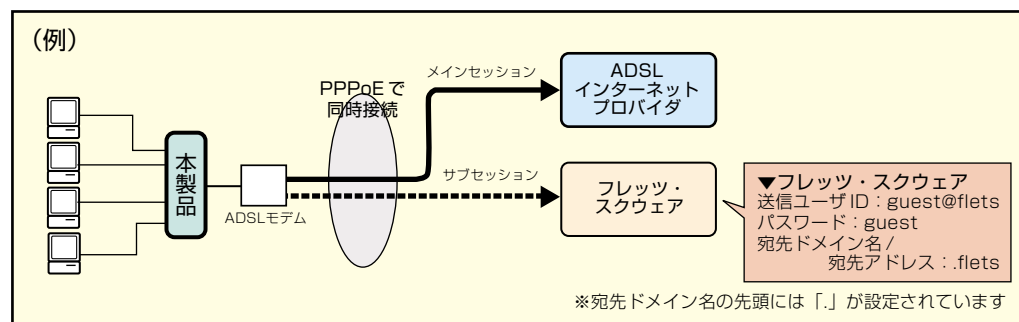 （例）
メインセッション
ADSL
インターネット
プロバイダ
PPPoEで
同時接続
本製品
ADSLモデム
サブセッション
フレッツ・
スクウェア
▼フレッツ・スクウェア
送信ユーザID：guest@flets
パスワード：guest
宛先ドメイン名/
宛先アドレス：.flets
※宛先ドメイン名の先頭には「.」が設定されています